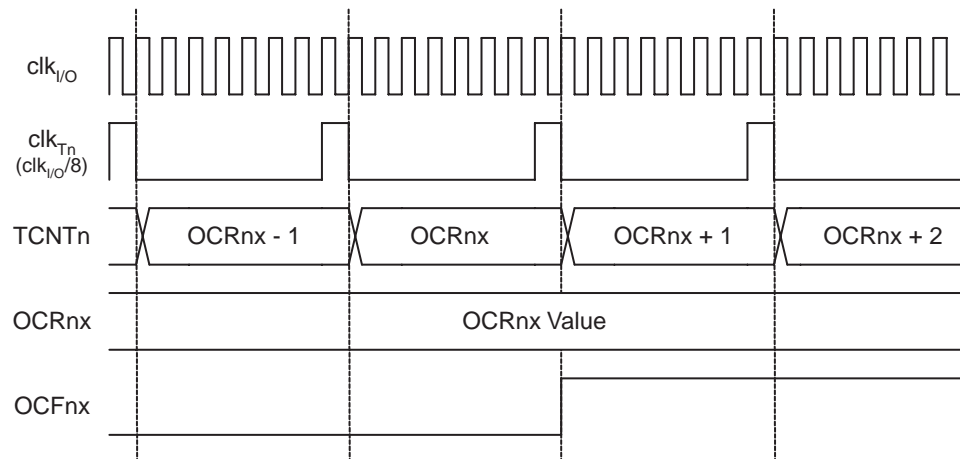 clkI/O
clkTn
(clkI/O/8)
TCNTn
OCRnx - 1
OCRnx
OCRnx + 1
OCRnx + 2
OCRnx
OCRnx Value
OCFnx